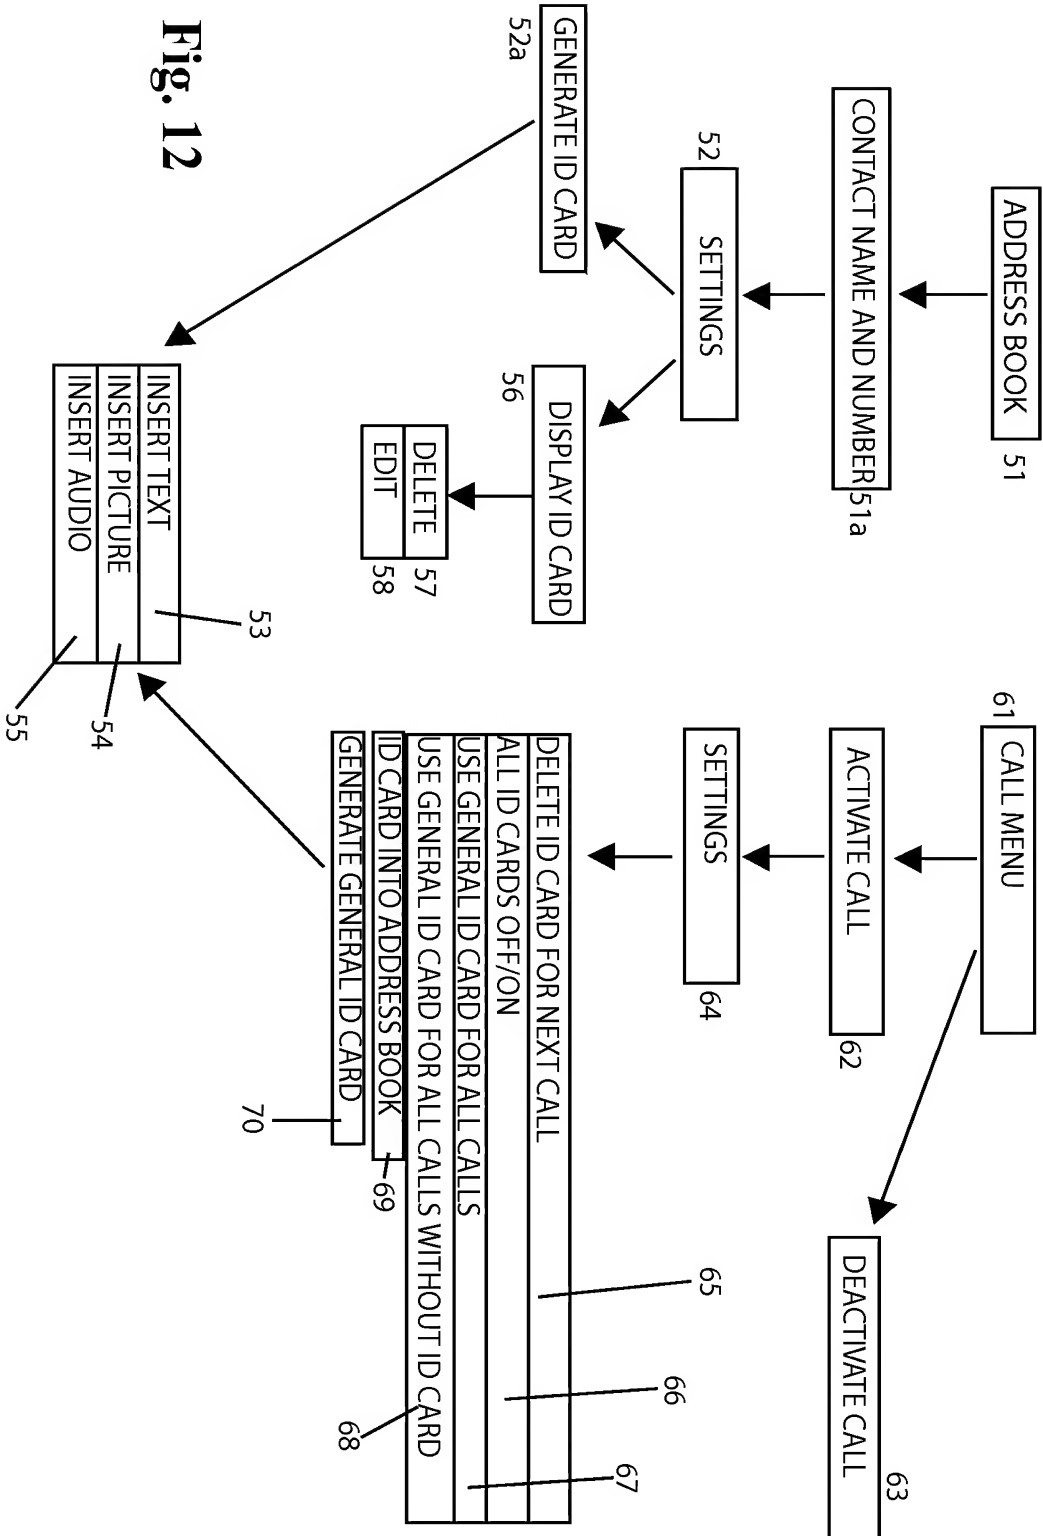 ADDRESS BOOK
51
CONTACT NAME AND NUMBER
51a
52
SETTINGS
GENERATE ID CARD
52a
DISPLAY ID CARD
56
DELETE
57
EDIT
58
INSERT TEXT
INSERT PICTURE
INSERT AUDIO
53
54
55
61
CALL MENU
ACTIVATE CALL
62
DEACTIVATE CALL
63
SETTINGS
64
DELETE ID CARD FOR NEXT CALL
ALL ID CARDS OFF/ON
USE GENERAL ID CARD FOR ALL CALLS
USE GENERAL ID CARD FOR ALL CALLS WITHOUT ID CARD
ID CARD INTO ADDRESS BOOK
GENERATE GENERAL ID CARD
65
66
67
68
69
70
Fig. 12